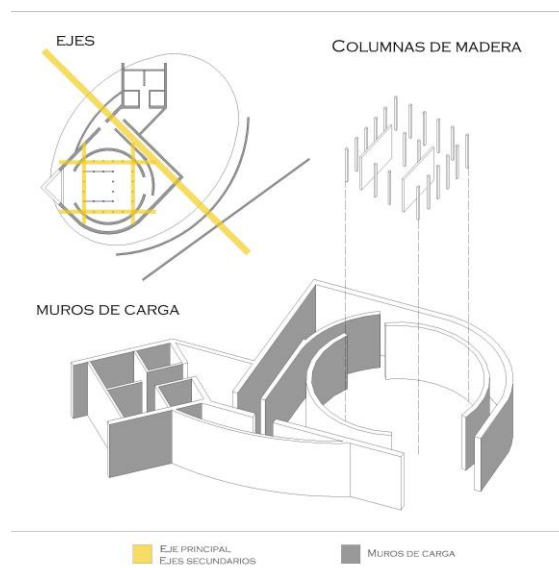 EJES
COLUMNAS DE MADERA
MUROS DE CARGA
EJE PRINCIPAL
EJES SECUNDARIOS
MUROS DE CARGA